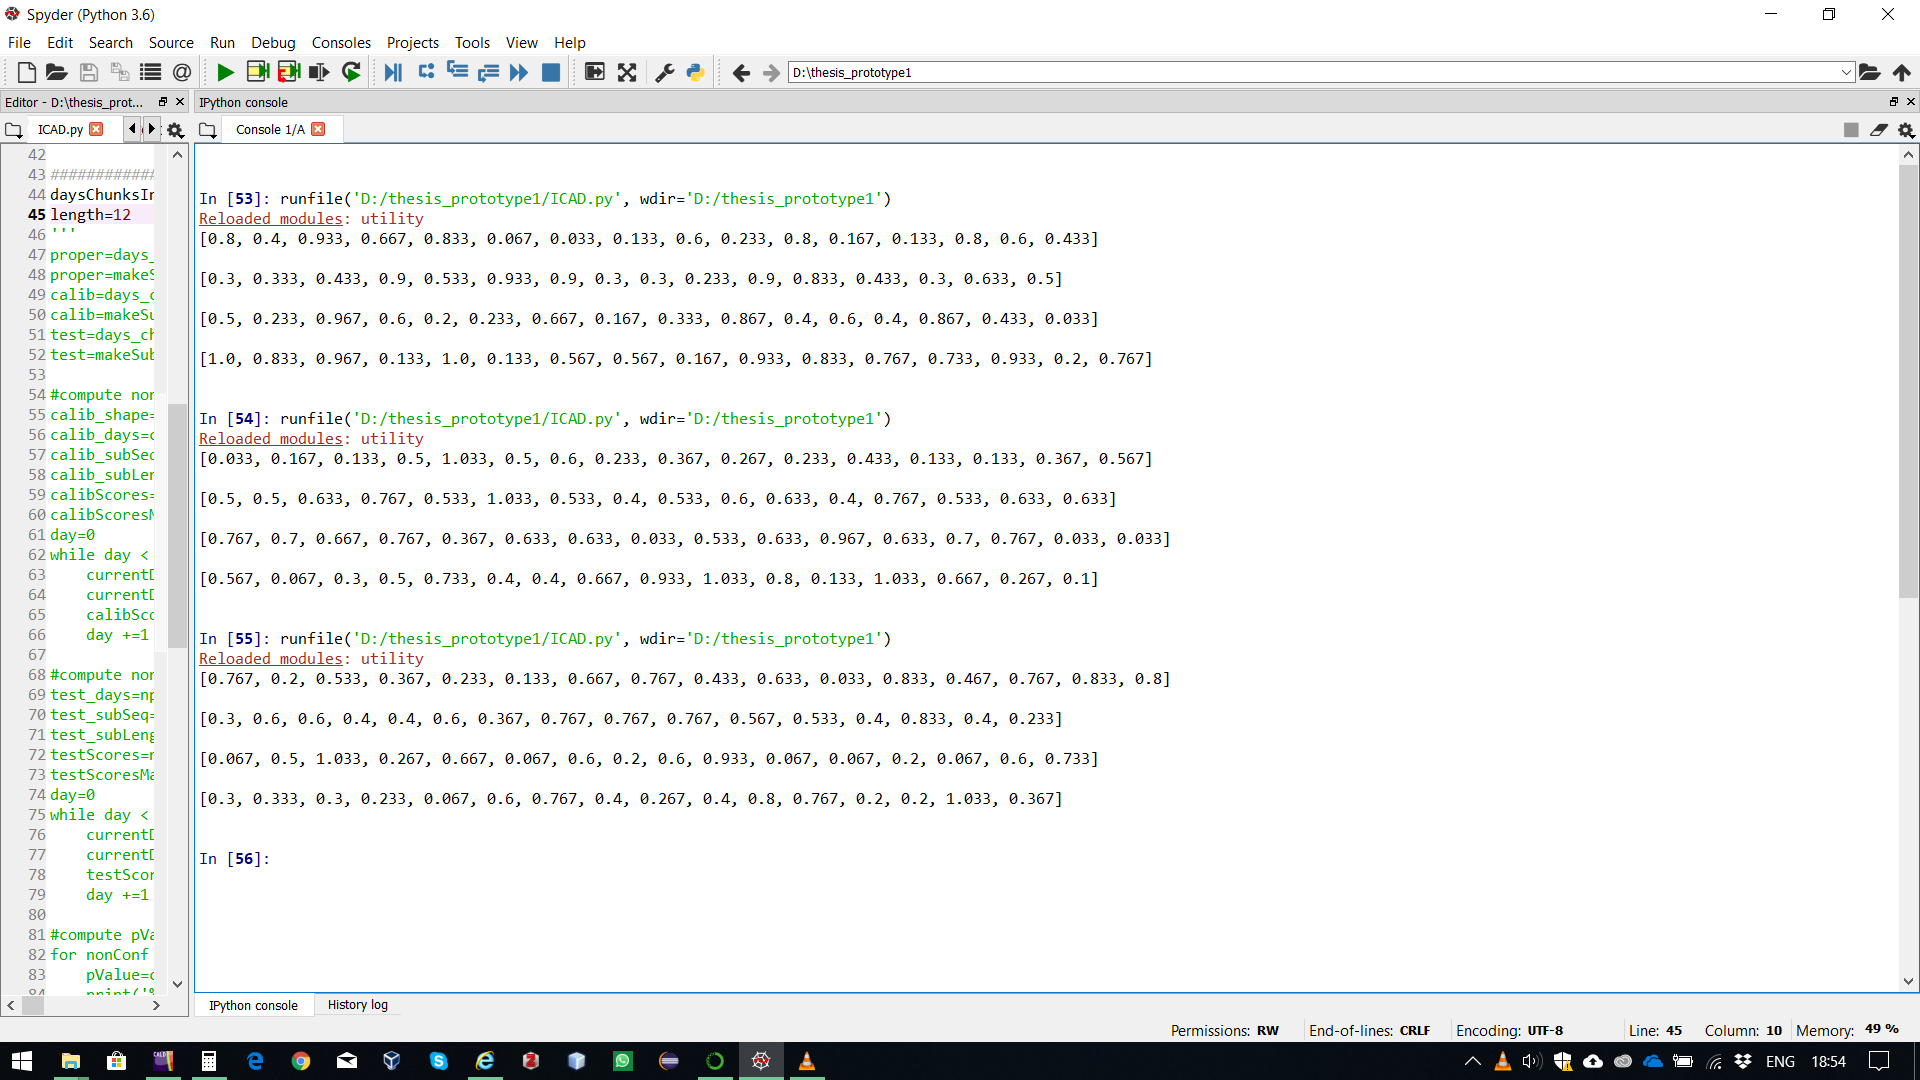 Spyder (Python 3.6)
File Edit Search Source Run Debug Consoles Projects Tools View Help
D:\thesis_prototype1
Editor - D:\thesis_prot...
IPython console
ICAD.py
Console 1/A
42
43 ############
44 daysChunksIn
45 length=12
46 '''
47 proper=days_
48 proper=makeS
49 calib=days_c
50 calib=makeSu
51 test=days_ch
52 test=makeSub
53
54 #compute nor
55 calib_shape=
56 calib_days=c
57 calib_subSec
58 calib_subLer
59 calibScores=
60 calibScoresM
61 day=0
62 while day <
63 currentD
64 currentD
65 calibSco
66 day +=1
67
68 #compute nor
69 test_days=np
70 test_subSeq=
71 test_subLeng
72 testScores=r
73 testScoresMa
74 day=0
75 while day <
76 currentD
77 currentD
78 testScor
79 day +=1
80
81 #compute pVa
82 for nonConf
83 pValue=c
84 print('%
In [53]: runfile('D:/thesis_prototype1/ICAD.py', wdir='D:/thesis_prototype1')
Reloaded modules: utility
[0.8, 0.4, 0.933, 0.667, 0.833, 0.067, 0.033, 0.133, 0.6, 0.233, 0.8, 0.167, 0.133, 0.8, 0.6, 0.433]
[0.3, 0.333, 0.433, 0.9, 0.533, 0.933, 0.9, 0.3, 0.3, 0.233, 0.9, 0.833, 0.433, 0.3, 0.633, 0.5]
[0.5, 0.233, 0.967, 0.6, 0.2, 0.233, 0.667, 0.167, 0.333, 0.867, 0.4, 0.6, 0.4, 0.867, 0.433, 0.033]
[1.0, 0.833, 0.967, 0.133, 1.0, 0.133, 0.567, 0.567, 0.167, 0.933, 0.833, 0.767, 0.733, 0.933, 0.2, 0.767]
In [54]: runfile('D:/thesis_prototype1/ICAD.py', wdir='D:/thesis_prototype1')
Reloaded modules: utility
[0.033, 0.167, 0.133, 0.5, 1.033, 0.5, 0.6, 0.233, 0.367, 0.267, 0.233, 0.433, 0.133, 0.133, 0.367, 0.567]
[0.5, 0.5, 0.633, 0.767, 0.533, 1.033, 0.533, 0.4, 0.533, 0.6, 0.633, 0.4, 0.767, 0.533, 0.633, 0.633]
[0.767, 0.7, 0.667, 0.767, 0.367, 0.633, 0.633, 0.033, 0.533, 0.633, 0.967, 0.633, 0.7, 0.767, 0.033, 0.033]
[0.567, 0.067, 0.3, 0.5, 0.733, 0.4, 0.4, 0.667, 0.933, 1.033, 0.8, 0.133, 1.033, 0.667, 0.267, 0.1]
In [55]: runfile('D:/thesis_prototype1/ICAD.py', wdir='D:/thesis_prototype1')
Reloaded modules: utility
[0.767, 0.2, 0.533, 0.367, 0.233, 0.133, 0.667, 0.767, 0.433, 0.633, 0.033, 0.833, 0.467, 0.767, 0.833, 0.8]
[0.3, 0.6, 0.6, 0.4, 0.4, 0.6, 0.367, 0.767, 0.767, 0.767, 0.567, 0.533, 0.4, 0.833, 0.4, 0.233]
[0.067, 0.5, 1.033, 0.267, 0.667, 0.067, 0.6, 0.2, 0.6, 0.933, 0.067, 0.067, 0.2, 0.067, 0.6, 0.733]
[0.3, 0.333, 0.3, 0.233, 0.067, 0.6, 0.767, 0.4, 0.267, 0.4, 0.8, 0.767, 0.2, 0.2, 1.033, 0.367]
In [56]:
IPython console History log
Permissions: RW End-of-lines: CRLF Encoding: UTF-8 Line: 45 Column: 10 Memory: 49 %
ENG 18:54